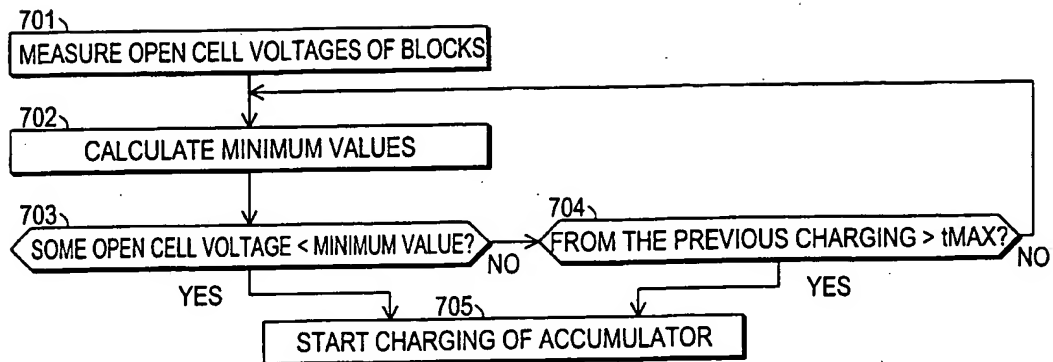 701
MEASURE OPEN CELL VOLTAGES OF BLOCKS
702
CALCULATE MINIMUM VALUES
703
SOME OPEN CELL VOLTAGE < MINIMUM VALUE?
NO
704
FROM THE PREVIOUS CHARGING > tMAX?
NO
YES
YES
705
START CHARGING OF ACCUMULATOR